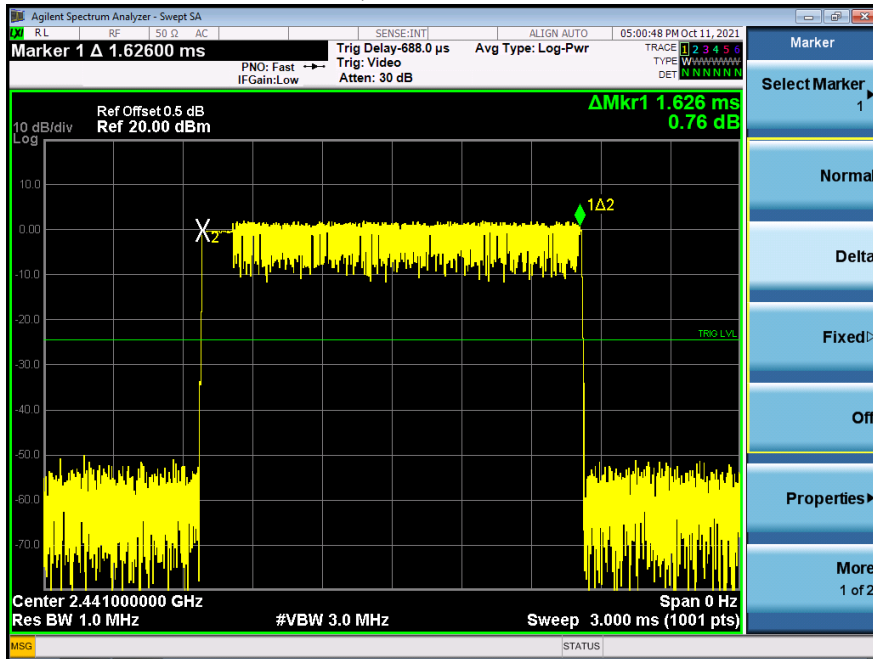 Agilent Spectrum Analyzer - Swept SA
LXI RL RF 50 Ω AC SENSE:INT ALIGN AUTO 05:00:48 PM Oct 11, 2021
Marker 1 Δ 1.62600 ms
PNO: Fast
IFGain:Low
Trig Delay-688.0 µs
Trig: Video
Atten: 30 dB
Avg Type: Log-Pwr
TRACE 1 2 3 4 5 6
TYPE WWWWWW
DET N N N N N N
Marker
Select Marker
1
Normal
Delta
Fixed
Off
Properties
More
1 of 2
ΔMkr1 1.626 ms
0.76 dB
Ref Offset 0.5 dB
10 dB/div Ref 20.00 dBm
Log
10.0
0.00
-10.0
-20.0
-30.0
-40.0
-50.0
-60.0
-70.0
X2
1Δ2
TRIG LVL
Center 2.441000000 GHz Span 0 Hz
Res BW 1.0 MHz #VBW 3.0 MHz Sweep 3.000 ms (1001 pts)
MSG STATUS